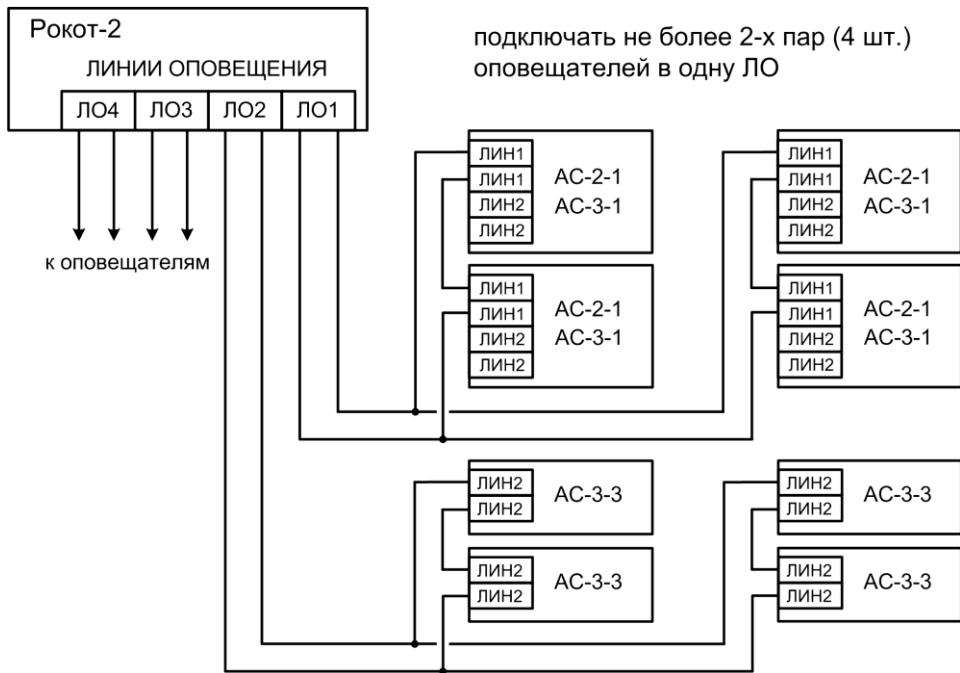 Рокот-2
ЛИНИИ ОПОВЕЩЕНИЯ
ЛО4 ЛО3 ЛО2 ЛО1
к оповещателям
подключать не более 2-х пар (4 шт.)
оповещателей в одну ЛО
ЛИН1
ЛИН1
ЛИН2
ЛИН2
АС-2-1
АС-3-1
ЛИН1
ЛИН1
ЛИН2
ЛИН2
АС-2-1
АС-3-1
ЛИН1
ЛИН1
ЛИН2
ЛИН2
АС-2-1
АС-3-1
ЛИН1
ЛИН1
ЛИН2
ЛИН2
АС-2-1
АС-3-1
ЛИН2
ЛИН2
АС-3-3
ЛИН2
ЛИН2
АС-3-3
ЛИН2
ЛИН2
АС-3-3
ЛИН2
ЛИН2
АС-3-3